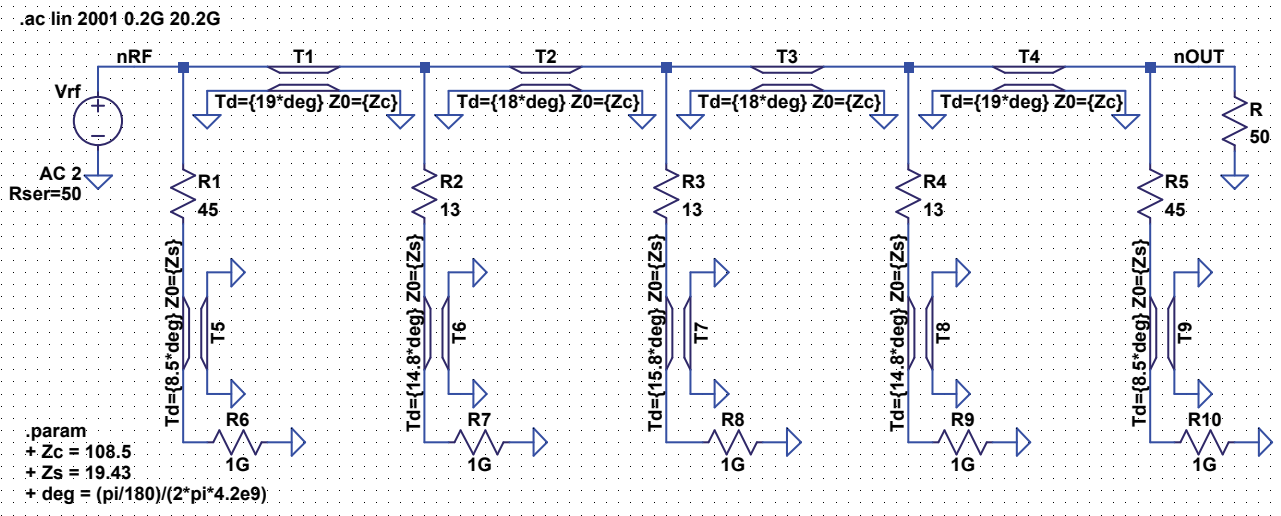 .ac lin 2001 0.2G 20.2G
nRF
T1
T2
T3
T4
nOUT
Vrf
Td={19*deg} Z0={Zc}
Td={18*deg} Z0={Zc}
Td={18*deg} Z0={Zc}
Td={19*deg} Z0={Zc}
R
50
AC 2
Rser=50
R1
45
R2
13
R3
13
R4
13
R5
45
Td={8.5*deg} Z0={Zs}
T5
Td={14.8*deg} Z0={Zs}
T6
Td={15.8*deg} Z0={Zs}
T7
Td={14.8*deg} Z0={Zs}
T8
Td={8.5*deg} Z0={Zs}
T9
R6
1G
R7
1G
R8
1G
R9
1G
R10
1G
.param
+ Zc = 108.5
+ Zs = 19.43
+ deg = (pi/180)/(2*pi*4.2e9)